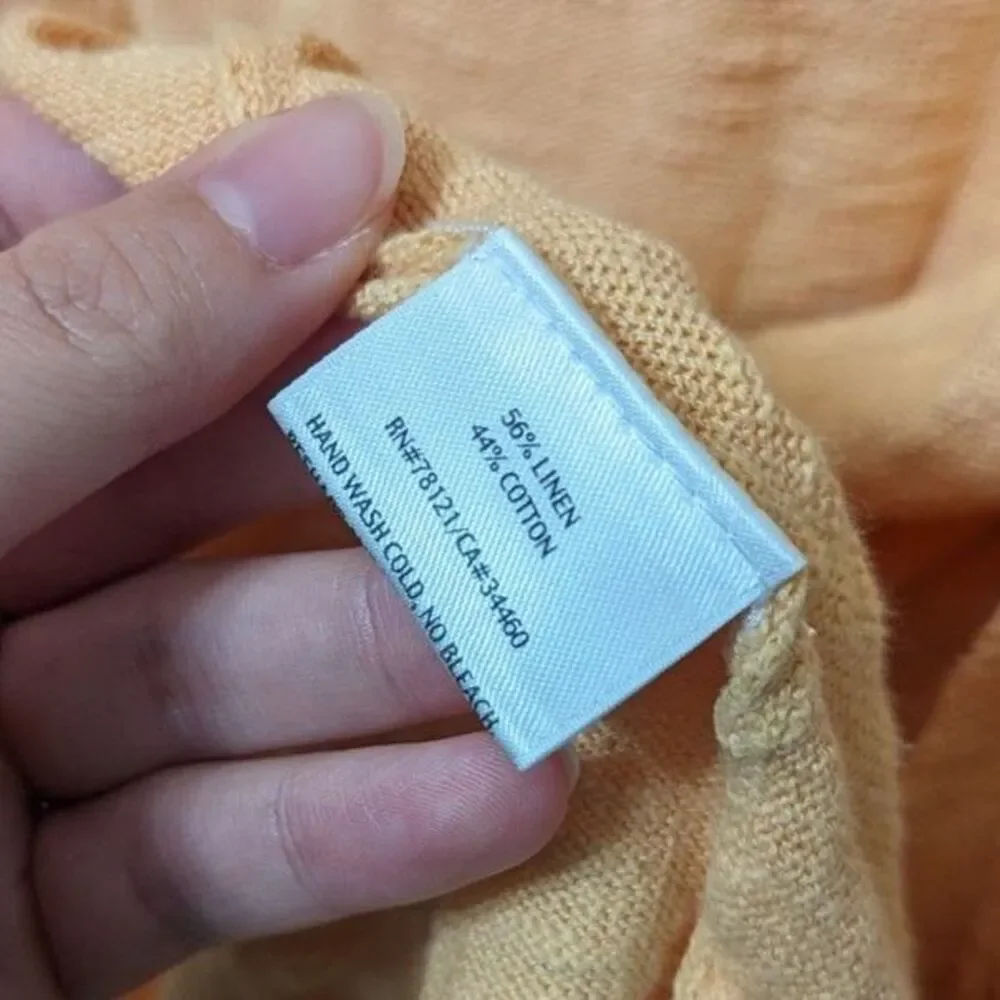 56% LINEN
44% COTTON
RN#78121/CA#34460
HAND WASH COLD, NO BLEACH